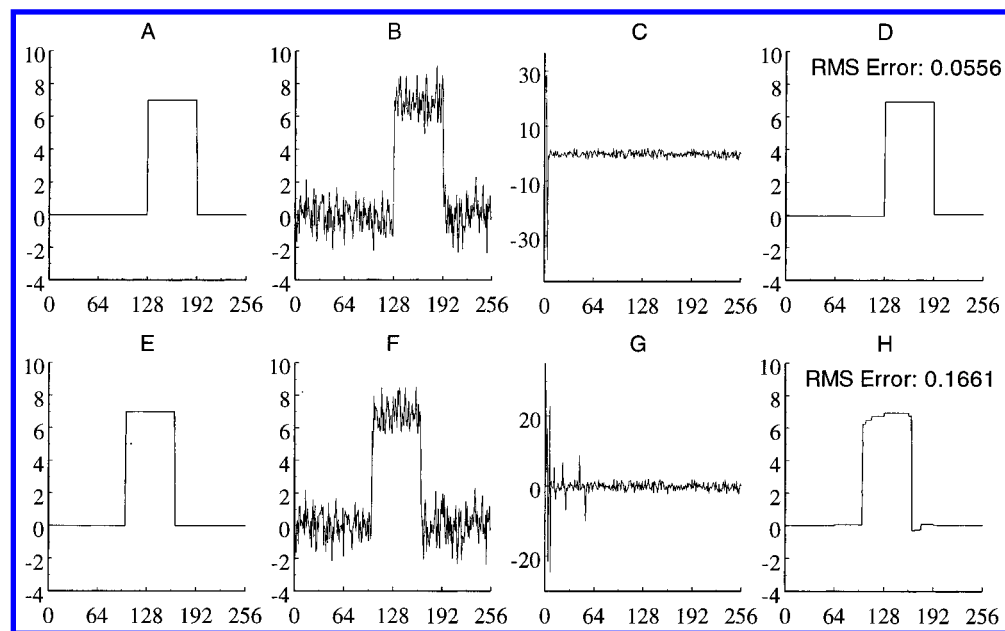 A B C D
10 10 10
RMS Error: 0.0556
8 8 30 8
6 6 6
4 4 10 4
2 2 2
0 0 -10 0
-2 -2 -30 -2
-4 -4 -4
0 64 128 192 256 0 64 128 192 256 0 64 128 192 256 0 64 128 192 256
E F G H
10 10 10
RMS Error: 0.1661
8 8 8
6 6 20 6
4 4 4
2 2 0 2
0 0 0
-2 -2 -20 -2
-4 -4 -4
0 64 128 192 256 0 64 128 192 256 0 64 128 192 256 0 64 128 192 256